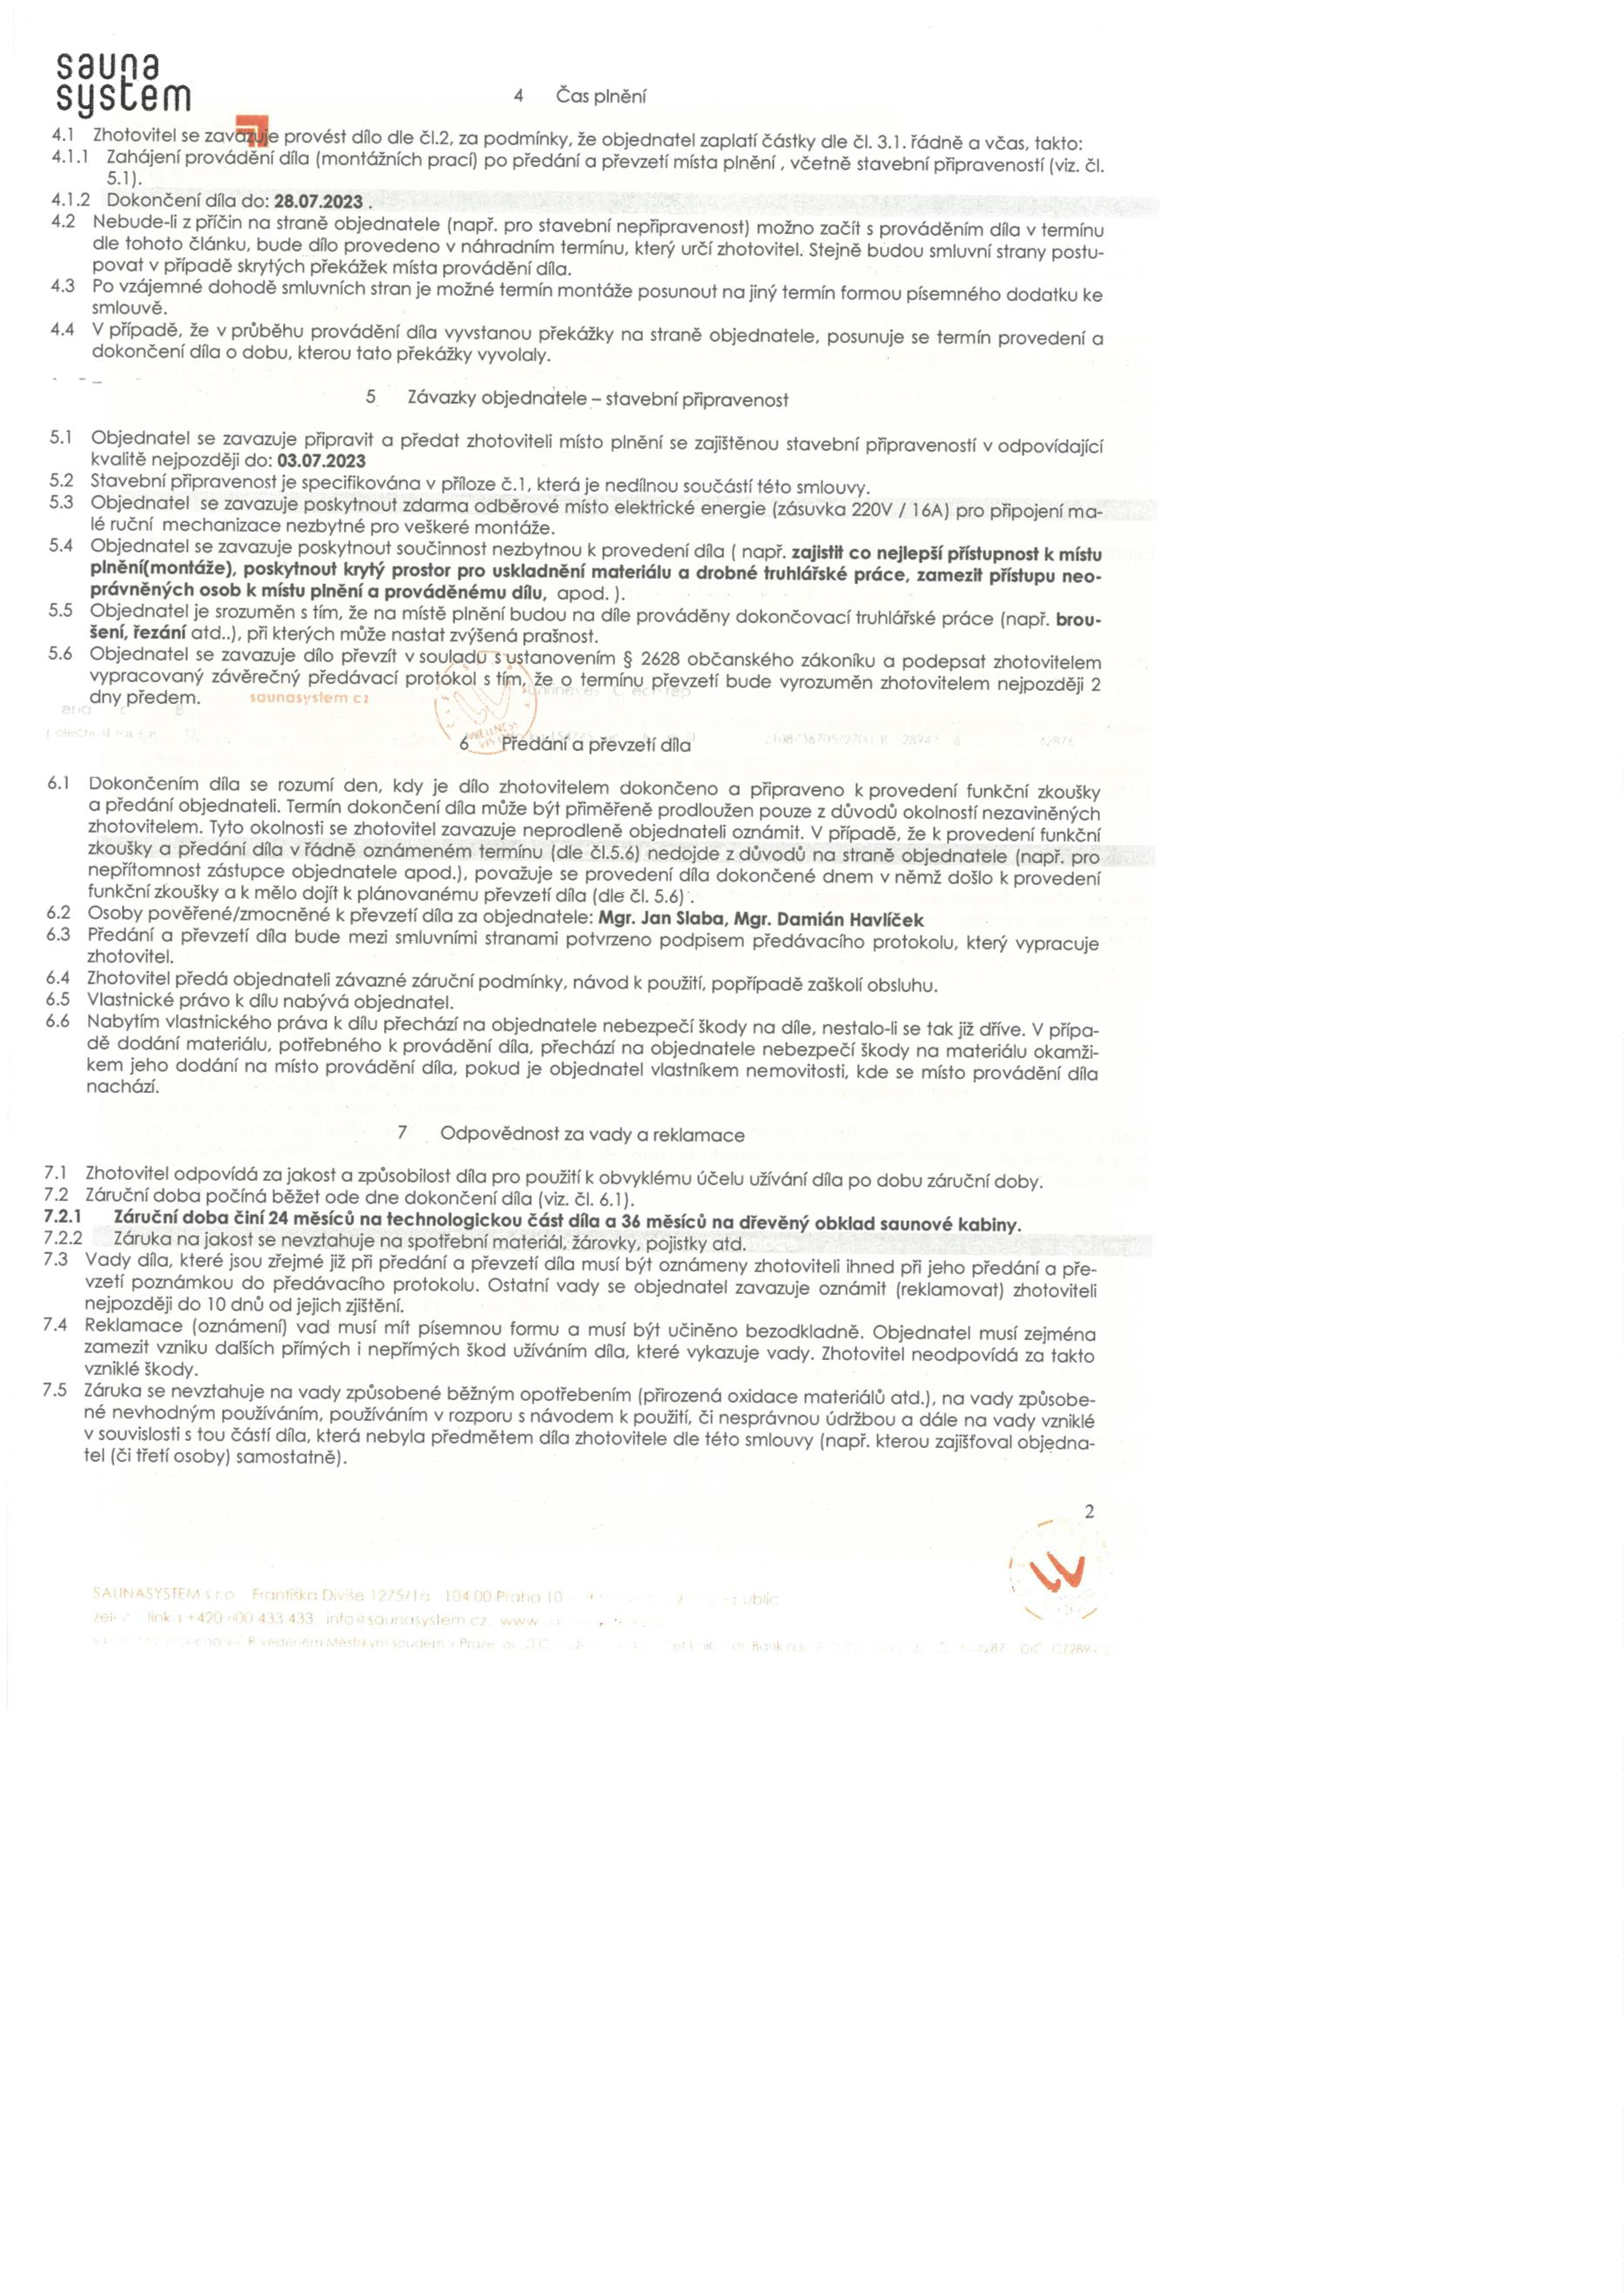 sauna
system
4 Čas plnění
4.1 Zhotovitel se zavazuje provést dílo dle čl.2, za podmínky, že objednatel zaplatí částky dle čl. 3.1. řádně a včas, takto:
4.1.1 Zahájení provádění díla (montážních prací) po předání a převzetí místa plnění , včetně stavební připraveností (viz. čl.
5.1).
4.1.2 Dokončení díla do: 28.07.2023 .
4.2 Nebude-li z příčin na straně objednatele (např. pro stavební nepřipravenost) možno začít s prováděním díla v termínu
dle tohoto článku, bude dílo provedeno v náhradním termínu, který určí zhotovitel. Stejně budou smluvní strany postu-
povat v případě skrytých překážek místa provádění díla.
4.3 Po vzájemné dohodě smluvních stran je možné termín montáže posunout na jiný termín formou písemného dodatku ke
smlouvě.
4.4 V případě, že v průběhu provádění díla vyvstanou překážky na straně objednatele, posunuje se termín provedení a
dokončení díla o dobu, kterou tato překážky vyvolaly.
5 Závazky objednatele – stavební připravenost
5.1 Objednatel se zavazuje připravit a předat zhotoviteli místo plnění se zajištěnou stavební připraveností v odpovídající
kvalitě nejpozději do: 03.07.2023
5.2 Stavební připravenost je specifikována v příloze č.1, která je nedílnou součástí této smlouvy.
5.3 Objednatel se zavazuje poskytnout zdarma odběrové místo elektrické energie (zásuvka 220V / 16A) pro připojení ma-
lé ruční mechanizace nezbytné pro veškeré montáže.
5.4 Objednatel se zavazuje poskytnout součinnost nezbytnou k provedení díla ( např. zajistit co nejlepší přístupnost k místu
plnění(montáže), poskytnout krytý prostor pro uskladnění materiálu a drobné truhlářské práce, zamezit přístupu neo-
právněných osob k místu plnění a prováděnému dílu, apod. ).
5.5 Objednatel je srozuměn s tím, že na místě plnění budou na díle prováděny dokončovací truhlářské práce (např. brou-
šení, řezání atd..), při kterých může nastat zvýšená prašnost.
5.6 Objednatel se zavazuje dílo převzít v souladu s ustanovením § 2628 občanského zákoníku a podepsat zhotovitelem
vypracovaný závěrečný předávací protokol s tím, že o termínu převzetí bude vyrozuměn zhotovitelem nejpozději 2
dny předem. saunasystem cz
6 Předání a převzetí díla
6.1 Dokončením díla se rozumí den, kdy je dílo zhotovitelem dokončeno a připraveno k provedení funkční zkoušky
a předání objednateli. Termín dokončení díla může být přiměřeně prodloužen pouze z důvodů okolností nezaviněných
zhotovitelem. Tyto okolnosti se zhotovitel zavazuje neprodleně objednateli oznámit. V případě, že k provedení funkční
zkoušky a předání díla v řádně oznámeném termínu (dle čl.5.6) nedojde z důvodů na straně objednatele (např. pro
nepřítomnost zástupce objednatele apod.), považuje se provedení díla dokončené dnem v němž došlo k provedení
funkční zkoušky a k mělo dojít k plánovanému převzetí díla (dle čl. 5.6) .
6.2 Osoby pověřené/zmocněné k převzetí díla za objednatele: Mgr. Jan Slaba, Mgr. Damián Havlíček
6.3 Předání a převzetí díla bude mezi smluvními stranami potvrzeno podpisem předávacího protokolu, který vypracuje
zhotovitel.
6.4 Zhotovitel předá objednateli závazné záruční podmínky, návod k použití, popřípadě zaškolí obsluhu.
6.5 Vlastnické právo k dílu nabývá objednatel.
6.6 Nabytím vlastnického práva k dílu přechází na objednatele nebezpečí škody na díle, nestalo-li se tak již dříve. V přípa-
dě dodání materiálu, potřebného k provádění díla, přechází na objednatele nebezpečí škody na materiálu okamži-
kem jeho dodání na místo provádění díla, pokud je objednatel vlastníkem nemovitosti, kde se místo provádění díla
nachází.
7 Odpovědnost za vady a reklamace
7.1 Zhotovitel odpovídá za jakost a způsobilost díla pro použití k obvyklému účelu užívání díla po dobu záruční doby.
7.2 Záruční doba počíná běžet ode dne dokončení díla (viz. čl. 6.1).
7.2.1 Záruční doba činí 24 měsíců na technologickou část díla a 36 měsíců na dřevěný obklad saunové kabiny.
7.2.2 Záruka na jakost se nevztahuje na spotřební materiál, žárovky, pojistky atd.
7.3 Vady díla, které jsou zřejmé již při předání a převzetí díla musí být oznámeny zhotoviteli ihned při jeho předání a pře-
vzetí poznámkou do předávacího protokolu. Ostatní vady se objednatel zavazuje oznámit (reklamovat) zhotoviteli
nejpozději do 10 dnů od jejich zjištění.
7.4 Reklamace (oznámení) vad musí mít písemnou formu a musí být učiněno bezodkladně. Objednatel musí zejména
zamezit vzniku dalších přímých i nepřímých škod užíváním díla, které vykazuje vady. Zhotovitel neodpovídá za takto
vzniklé škody.
7.5 Záruka se nevztahuje na vady způsobené běžným opotřebením (přirozená oxidace materiálů atd.), na vady způsobe-
né nevhodným používáním, používáním v rozporu s návodem k použití, či nesprávnou údržbou a dále na vady vzniklé
v souvislosti s tou částí díla, která nebyla předmětem díla zhotovitele dle této smlouvy (např. kterou zajišťoval objedna-
tel (či třetí osoby) samostatně).
2
SAUNASYSTEM s.r.o. Františka Diviše 1275/1a 104 00 Praha 10
433 433 info@saunasystem.cz www
vedeném Městským soudem v Praze